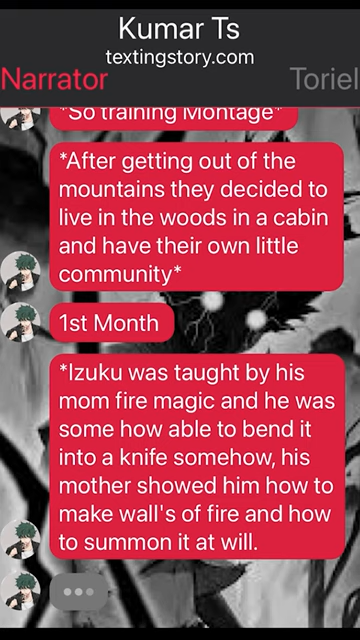 Kumar Ts
textingstory.com
Narrator
Toriel
*So training Montage*
*After getting out of the
mountains they decided to
live in the woods in a cabin
and have their own little
community*
1st Month
*Izuku was taught by his
mom fire magic and he was
some how able to bend it
into a knife somehow, his
mother showed him how to
make wall's of fire and how
to summon it at will.